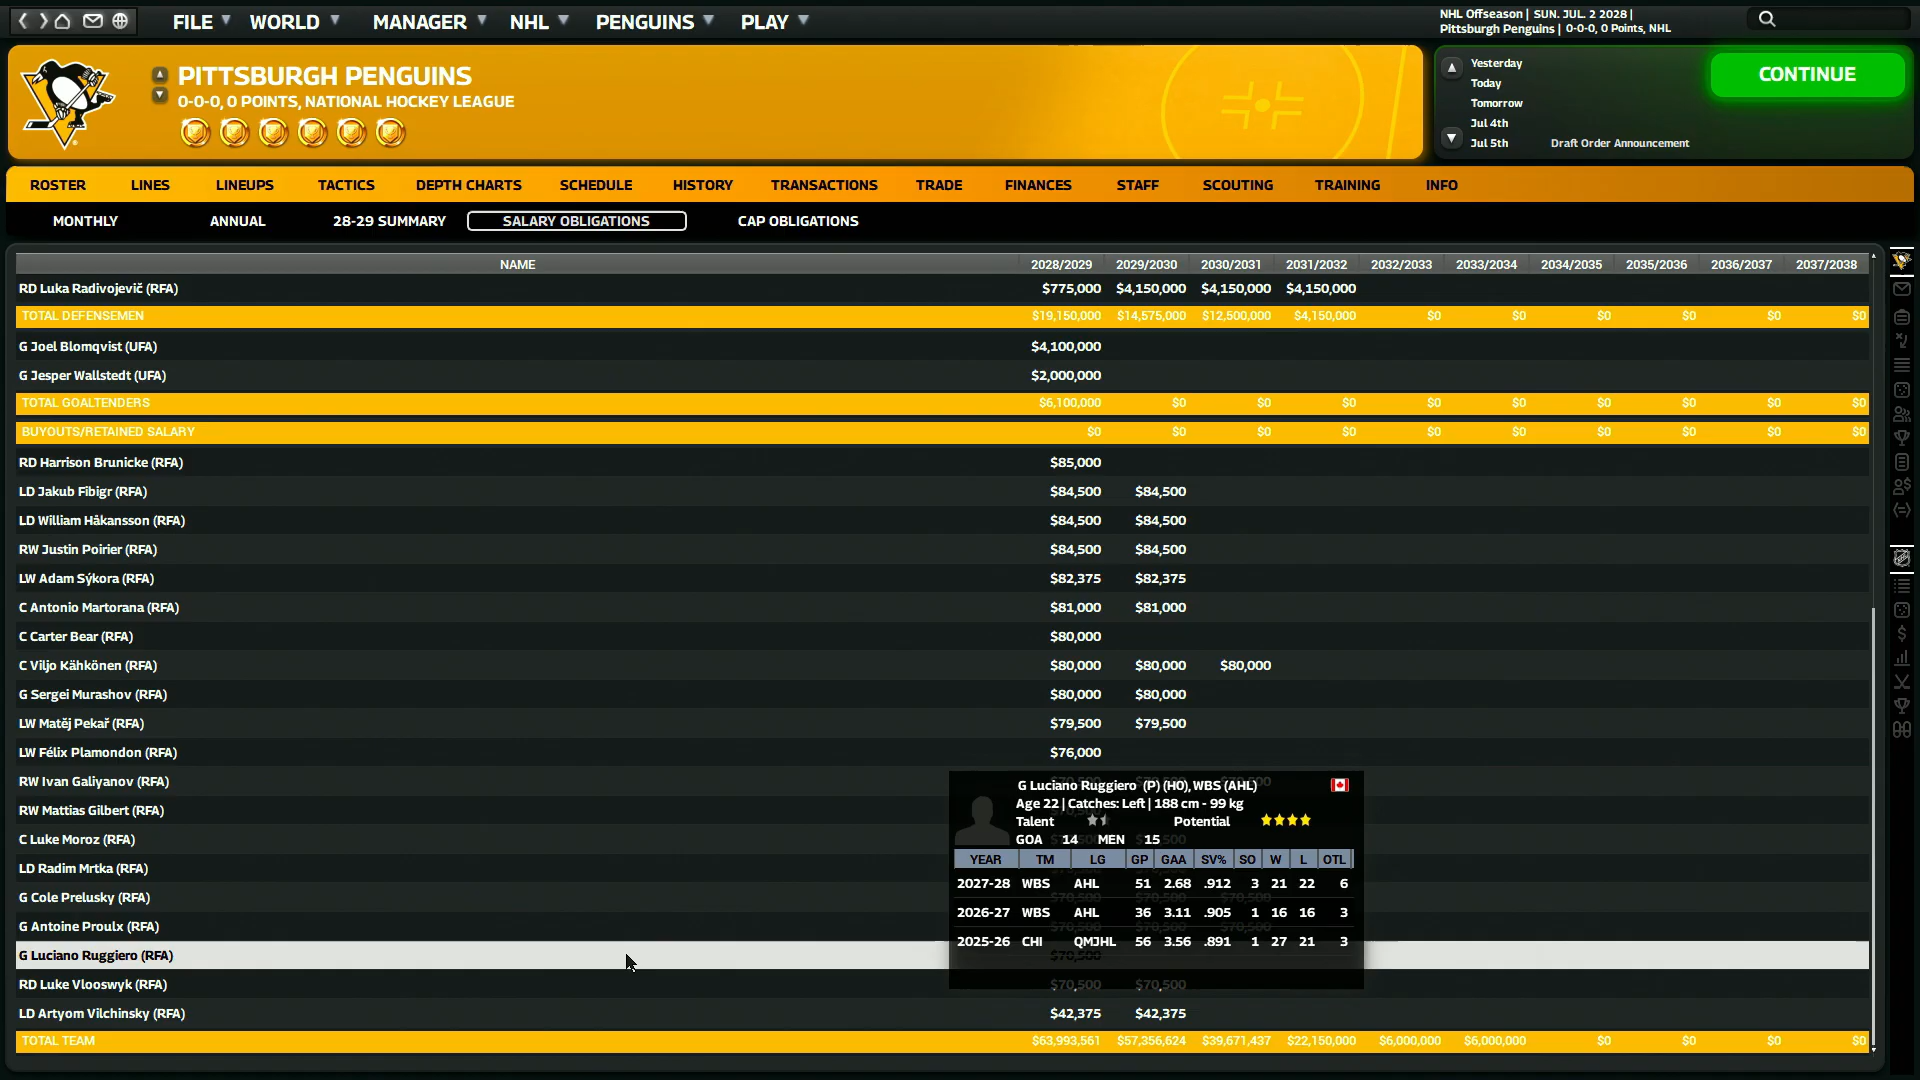 FILE WORLD MANAGER NHL PENGUINS PLAY
NHL Offseason | SUN. JUL. 2 2028 |
Pittsburgh Penguins | 0-0-0, 0 Points, NHL
PITTSBURGH PENGUINS
0-0-0, 0 POINTS, NATIONAL HOCKEY LEAGUE
Yesterday
Today
Tomorrow
Jul 4th
Jul 5th Draft Order Announcement
CONTINUE
ROSTER LINES LINEUPS TACTICS DEPTH CHARTS SCHEDULE HISTORY TRANSACTIONS TRADE FINANCES STAFF SCOUTING TRAINING INFO
MONTHLY ANNUAL 28-29 SUMMARY SALARY OBLIGATIONS CAP OBLIGATIONS
NAME 2028/2029 2029/2030 2030/2031 2031/2032 2032/2033 2033/2034 2034/2035 2035/2036 2036/2037 2037/2038
RD Luka Radivojevič (RFA) $775,000 $4,150,000 $4,150,000 $4,150,000
TOTAL DEFENSEMEN $19,150,000 $14,575,000 $12,500,000 $4,150,000 $0 $0 $0 $0 $0 $0
G Joel Blomqvist (UFA) $4,100,000
G Jesper Wallstedt (UFA) $2,000,000
TOTAL GOALTENDERS $6,100,000 $0 $0 $0 $0 $0 $0 $0 $0 $0
BUYOUTS/RETAINED SALARY $0 $0 $0 $0 $0 $0 $0 $0 $0 $0
RD Harrison Brunicke (RFA) $85,000
LD Jakub Fibigr (RFA) $84,500 $84,500
LD William Håkansson (RFA) $84,500 $84,500
RW Justin Poirier (RFA) $84,500 $84,500
LW Adam Sýkora (RFA) $82,375 $82,375
C Antonio Martorana (RFA) $81,000 $81,000
C Carter Bear (RFA) $80,000
C Viljo Kähkönen (RFA) $80,000 $80,000 $80,000
G Sergei Murashov (RFA) $80,000 $80,000
LW Matěj Pekař (RFA) $79,500 $79,500
LW Félix Plamondon (RFA) $76,000
RW Ivan Galiyanov (RFA)
RW Mattias Gilbert (RFA)
C Luke Moroz (RFA)
LD Radim Mrtka (RFA)
G Cole Prelusky (RFA)
G Antoine Proulx (RFA)
G Luciano Ruggiero (RFA) $70,500
RD Luke Vlooswyk (RFA) $70,500 $70,500
LD Artyom Vilchinsky (RFA) $42,375 $42,375
TOTAL TEAM $63,993,561 $57,356,624 $39,671,437 $22,150,000 $6,000,000 $6,000,000 $0 $0 $0 $0
G Luciano Ruggiero (P) (H0), WBS (AHL)
Age 22 | Catches: Left | 188 cm - 99 kg
Talent Potential
GOA 14 MEN 15
YEAR TM LG GP GAA SV% SO W L OTL
2027-28 WBS AHL 51 2.68 .912 3 21 22 6
2026-27 WBS AHL 36 3.11 .905 1 16 16 3
2025-26 CHI QMJHL 56 3.56 .891 1 27 21 3